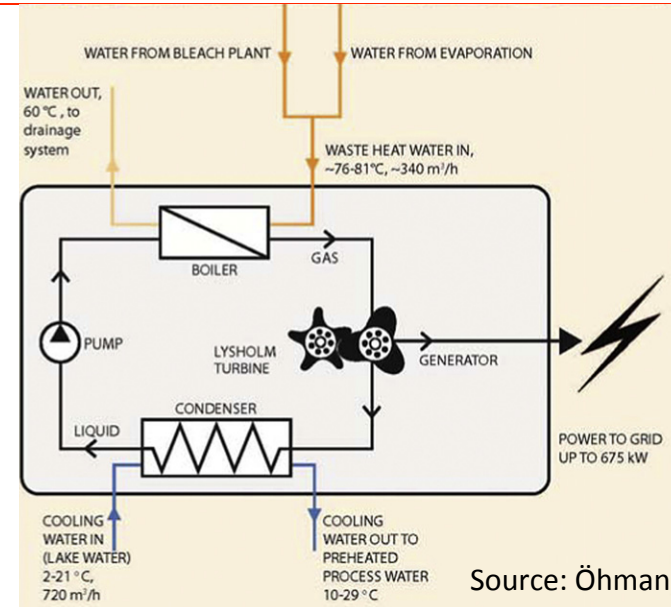 WATER FROM BLEACH PLANT
WATER FROM EVAPORATION
WATER OUT,
60 °C , to
drainage
system
WASTE HEAT WATER IN,
~76-81°C, ~340 m³/h
BOILER
GAS
PUMP
LYSHOLM
TURBINE
GENERATOR
CONDENSER
LIQUID
POWER TO GRID
UP TO 675 kW
COOLING
WATER IN
(LAKE WATER)
2-21 °C,
720 m³/h
COOLING
WATER OUT TO
PREHEATED
PROCESS WATER
10-29 °C
Source: Öhman